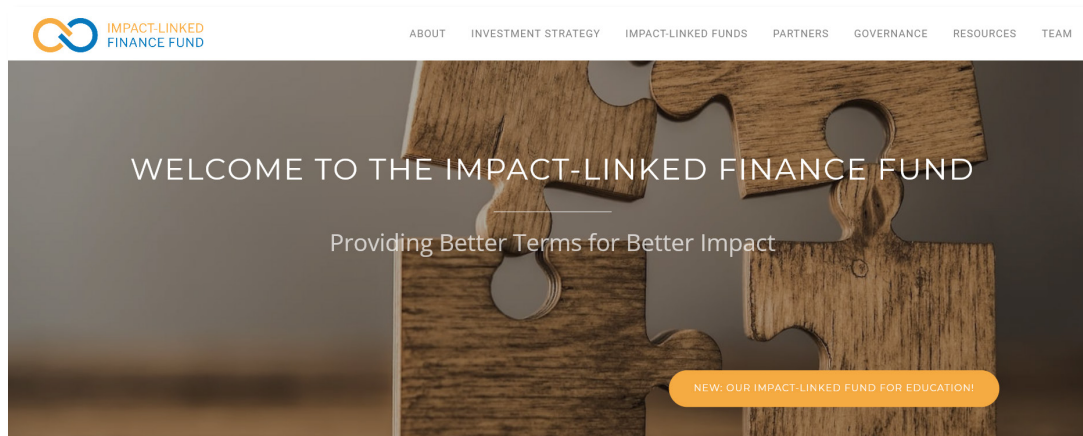 IMPACT-LINKED
FINANCE FUND
ABOUT INVESTMENT STRATEGY IMPACT-LINKED FUNDS PARTNERS GOVERNANCE RESOURCES TEAM
WELCOME TO THE IMPACT-LINKED FINANCE FUND
Providing Better Terms for Better Impact
NEW: OUR IMPACT-LINKED FUND FOR EDUCATION!